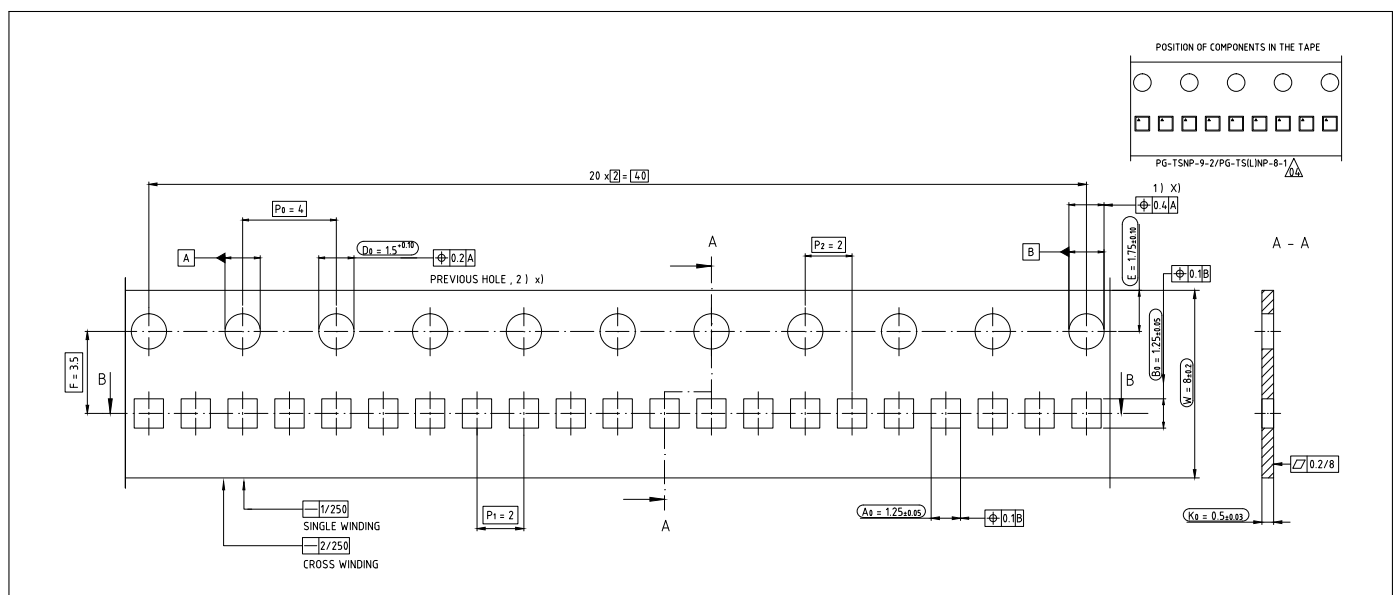 POSITION OF COMPONENTS IN THE TAPE
PG-TSNP-9-2/PG-TS(L)NP-8-1
04
20 x 2 = 40
1) X)
⌖ 0.4 A
P0 = 4
A
D0 = 1.5 +0.10
⌖ 0.2 A
PREVIOUS HOLE , 2 ) x)
A
P2 = 2
B
E = 1.75±0.10
A - A
⌖ 0.1 B
B0 = 1.25±0.05
W = 8±0.2
F = 3.5
B
B
⏥ 0.2/8
— 1/250
SINGLE WINDING
— 2/250
CROSS WINDING
P1 = 2
A
A0 = 1.25±0.05
⌖ 0.1 B
K0 = 0.5±0.03